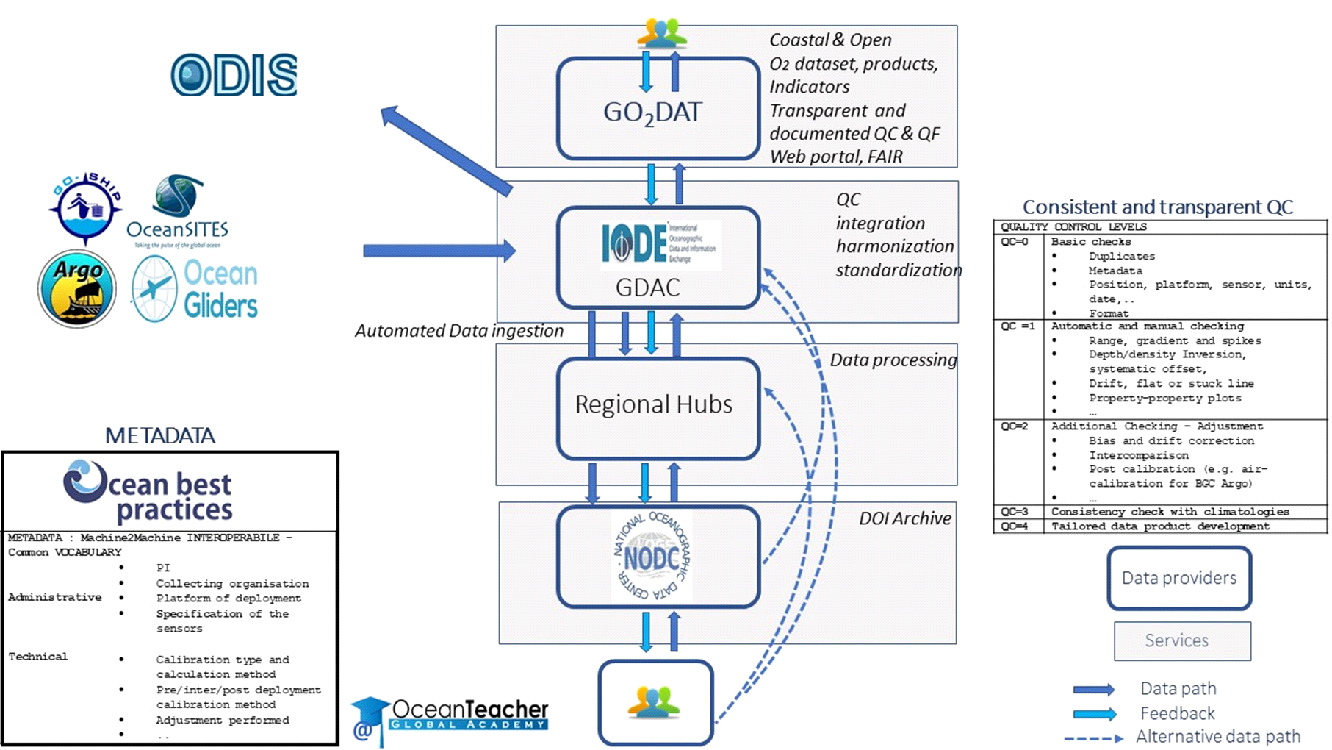 ODIS
GO-SHIP
OceanSITES
Taking the pulse of the global ocean
Argo
Ocean
Gliders
Coastal & Open
O2 dataset, products,
Indicators
Transparent and
documented QC & QF
Web portal, FAIR
GO2DAT
QC
integration
harmonization
standardization
IODE
International
Oceanographic
Data and Information
Exchange
GDAC
Automated Data ingestion
Data processing
Regional Hubs
DOI Archive
NATIONAL OCEANOGRAPHIC DATA CENTER
NODC
OceanTeacher
GLOBAL ACADEMY
@
METADATA
Ocean best
practices
METADATA : Machine2Machine INTEROPERABILE –
Common VOCABULARY
• PI
• Collecting organisation
Administrative • Platform of deployment
• Specification of the
sensors
Technical • Calibration type and
calculation method
• Pre/inter/post deployment
calibration method
• Adjustment performed
• ..
Consistent and transparent QC
QUALITY CONTROL LEVELS
QC=0 Basic checks
• Duplicates
• Metadata
• Position, platform, sensor, units,
date,..
• Format
QC =1 Automatic and manual checking
• Range, gradient and spikes
• Depth/density Inversion,
systematic offset,
• Drift, flat or stuck line
• Property-property plots
• …
QC=2 Additional Checking – Adjustment
• Bias and drift correction
• Intercomparison
• Post calibration (e.g. air-
calibration for BGC Argo)
• …
QC=3 Consistency check with climatologies
QC=4 Tailored data product development
Data providers
Services
Data path
Feedback
Alternative data path